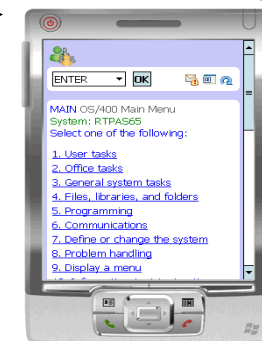 ENTER OK
MAIN OS/400 Main Menu
System: RTPAS65
Select one of the following:
1. User tasks
2. Office tasks
3. General system tasks
4. Files, libraries, and folders
5. Programming
6. Communications
7. Define or change the system
8. Problem handling
9. Display a menu